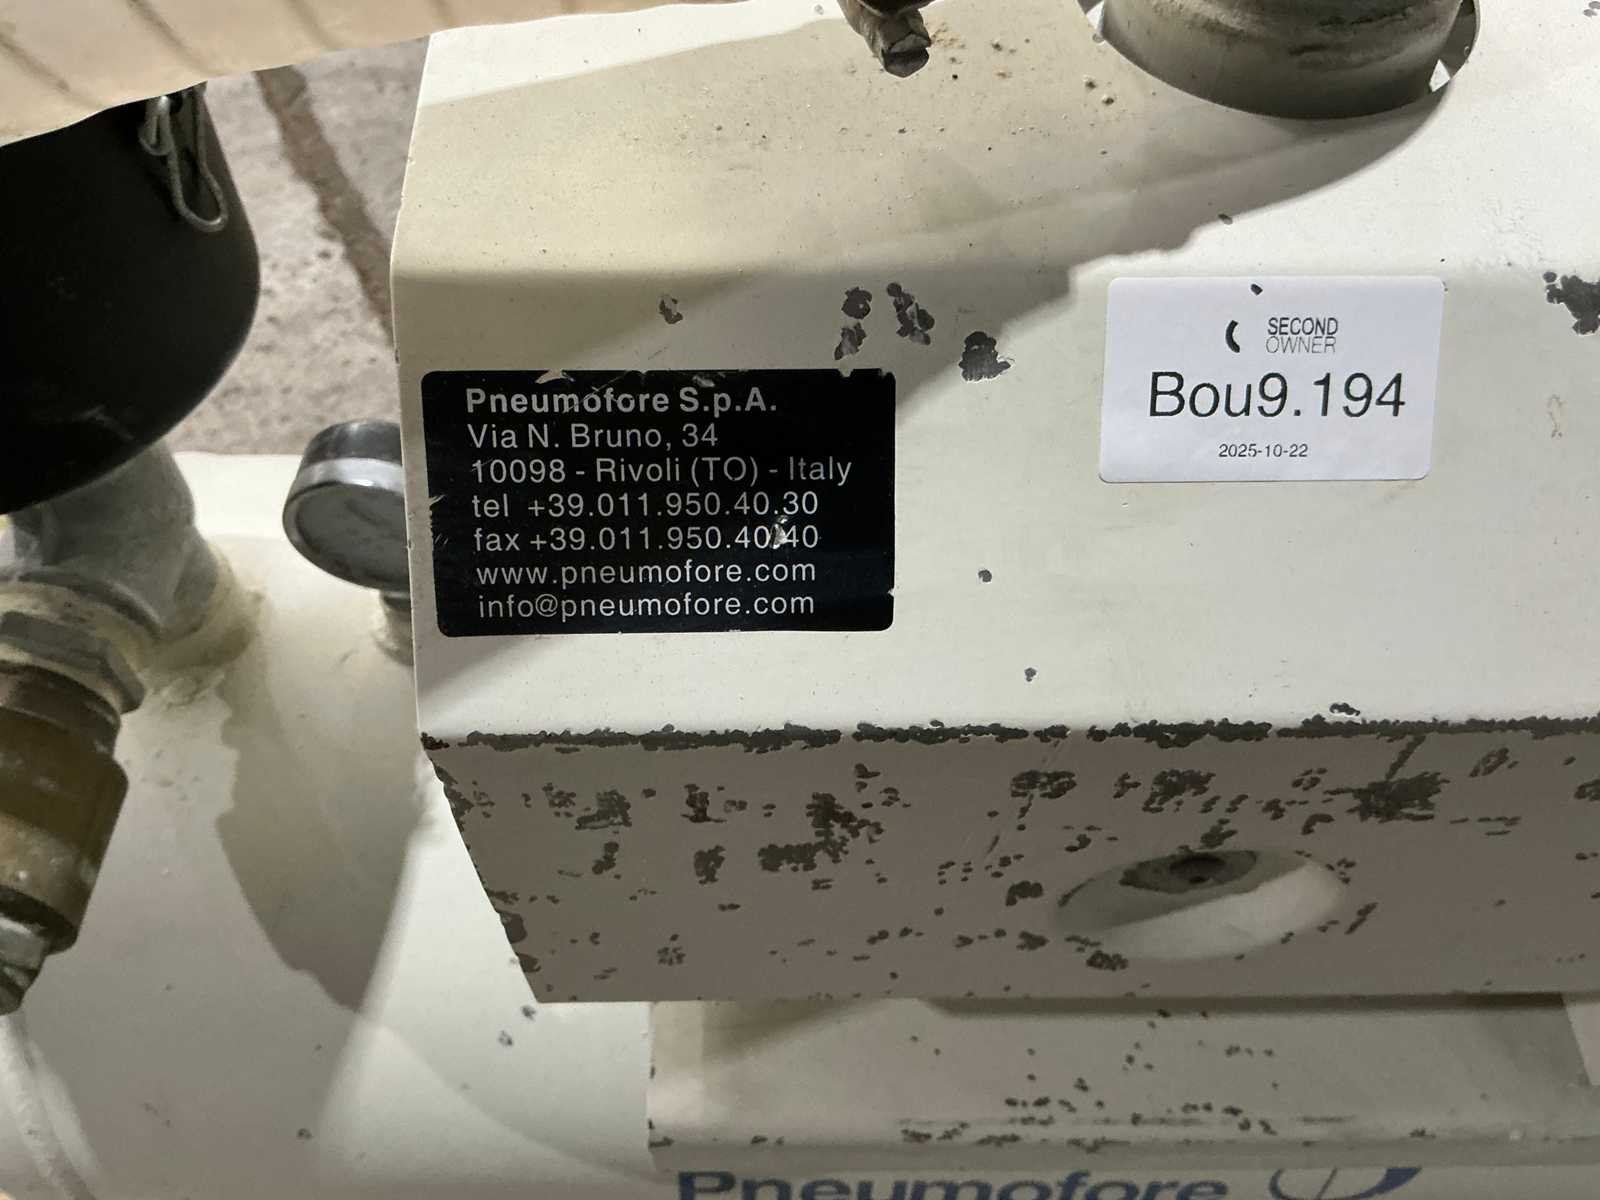 Pneumofore S.p.A.
Via N. Bruno, 34
10098 - Rivoli (TO) - Italy
tel +39.011.950.40.30
fax +39.011.950.40.40
www.pneumofore.com
info@pneumofore.com
SECOND
OWNER
Bou9.194
2025-10-22
Pneumofore